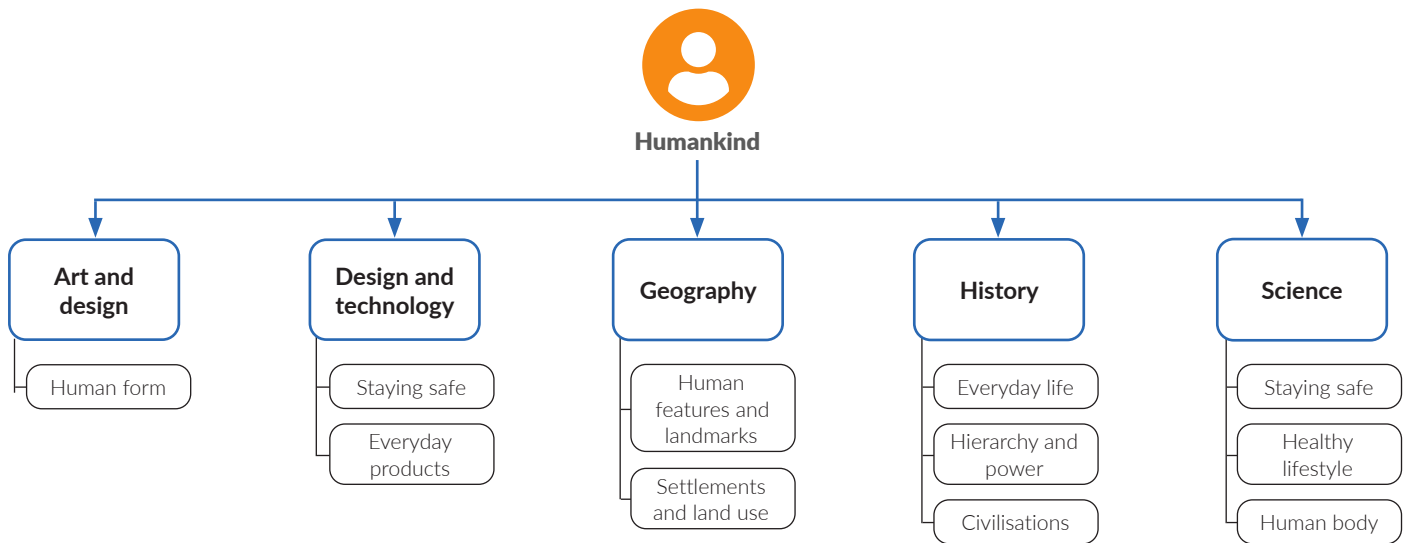 Humankind
Art and
design
Human form
Design and
technology
Staying safe
Everyday
products
Geography
Human
features and
landmarks
Settlements
and land use
History
Everyday life
Hierarchy and
power
Civilisations
Science
Staying safe
Healthy
lifestyle
Human body